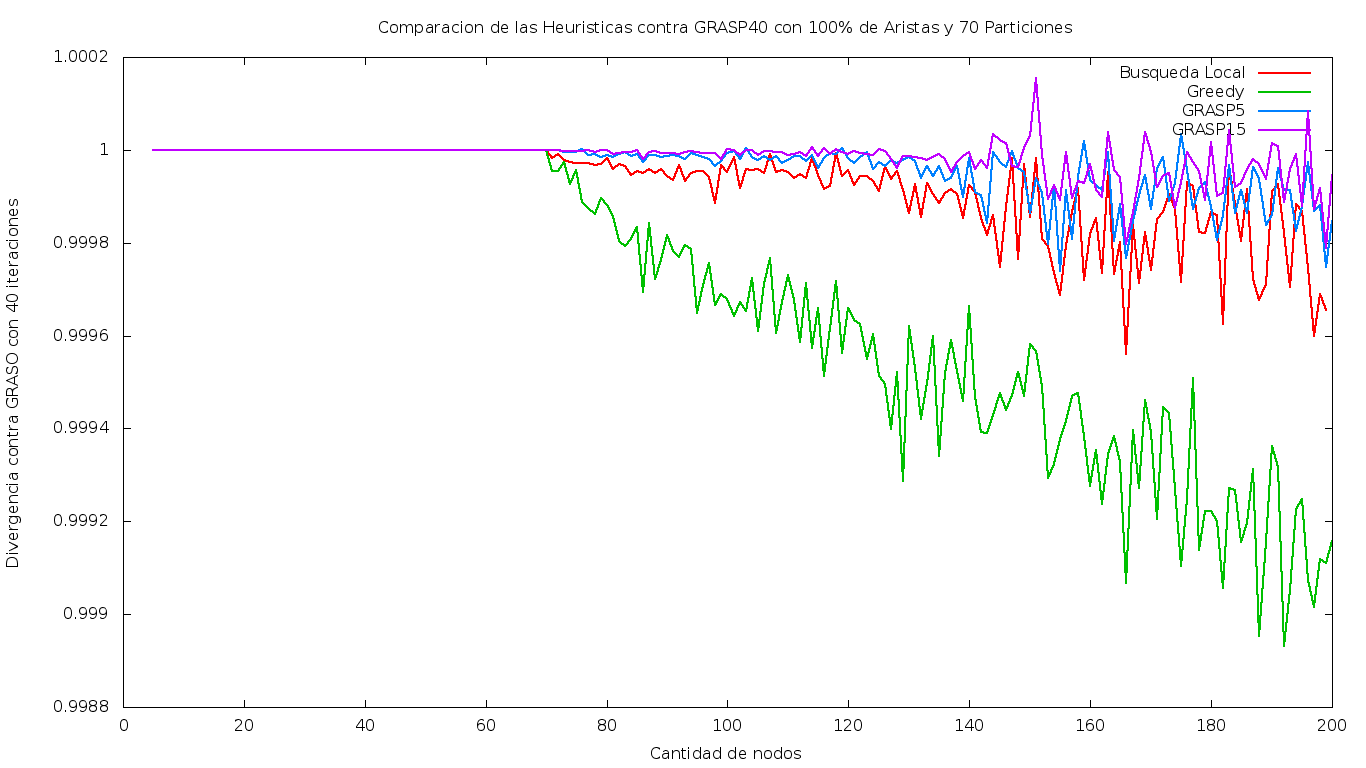 Comparacion de las Heuristicas contra GRASP40 con 100% de Aristas y 70 Particiones
Divergencia contra GRASO con 40 iteraciones
1.0002
1
0.9998
0.9996
0.9994
0.9992
0.999
0.9988
Busqueda Local
Greedy
GRASP5
GRASP15
0 20 40 60 80 100 120 140 160 180 200
Cantidad de nodos